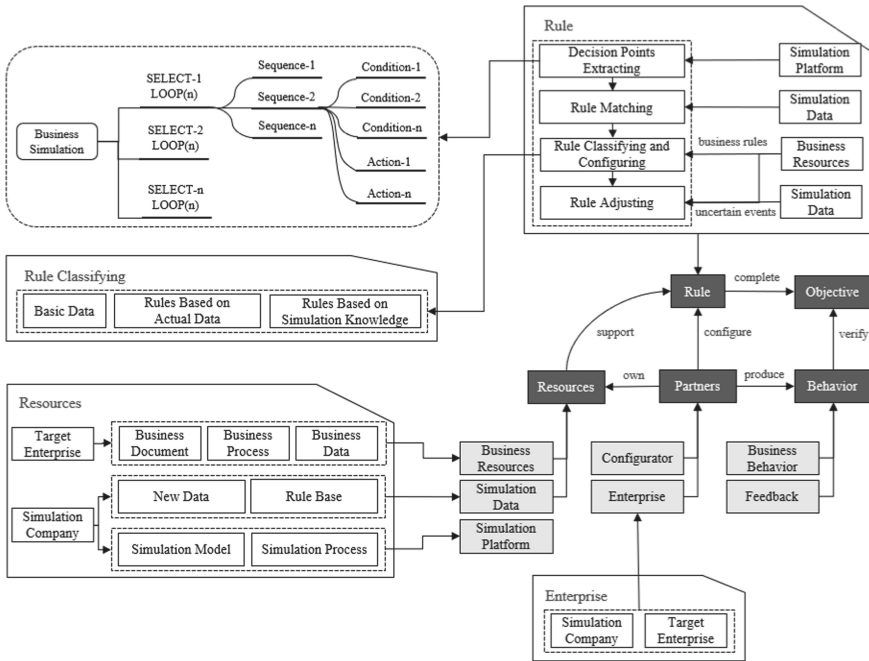 Rule
Decision Points
Extracting
Rule Matching
Rule Classifying and
Configuring
Rule Adjusting
Simulation
Platform
Simulation
Data
business rules
Business
Resources
uncertain events
Simulation
Data
Business
Simulation
SELECT-1
LOOP(n)
SELECT-2
LOOP(n)
SELECT-n
LOOP(n)
Sequence-1
Sequence-2
Sequence-n
Condition-1
Condition-2
Condition-n
Action-1
Action-n
Rule Classifying
Basic Data
Rules Based on
Actual Data
Rules Based on
Simulation Knowledge
Rule
complete
Objective
support
configure
verify
Resources
own
Partners
produce
Behavior
Resources
Target
Enterprise
Business
Document
Business
Process
Business
Data
Simulation
Company
New Data
Rule Base
Simulation Model
Simulation Process
Business
Resources
Simulation
Data
Simulation
Platform
Configurator
Enterprise
Business
Behavior
Feedback
Enterprise
Simulation
Company
Target
Enterprise